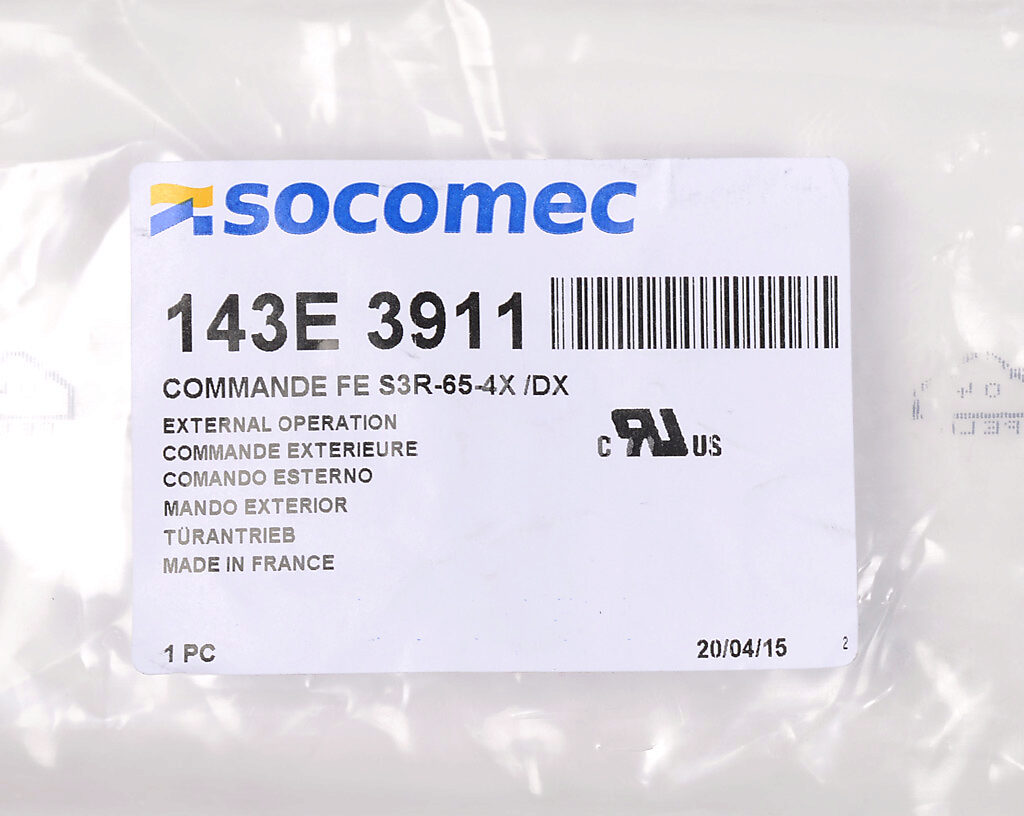 socomec
143E 3911
COMMANDE FE S3R-65-4X /DX
EXTERNAL OPERATION
COMMANDE EXTERIEURE
COMANDO ESTERNO
MANDO EXTERIOR
TÜRANTRIEB
MADE IN FRANCE
C RU US
1 PC
20/04/15
2